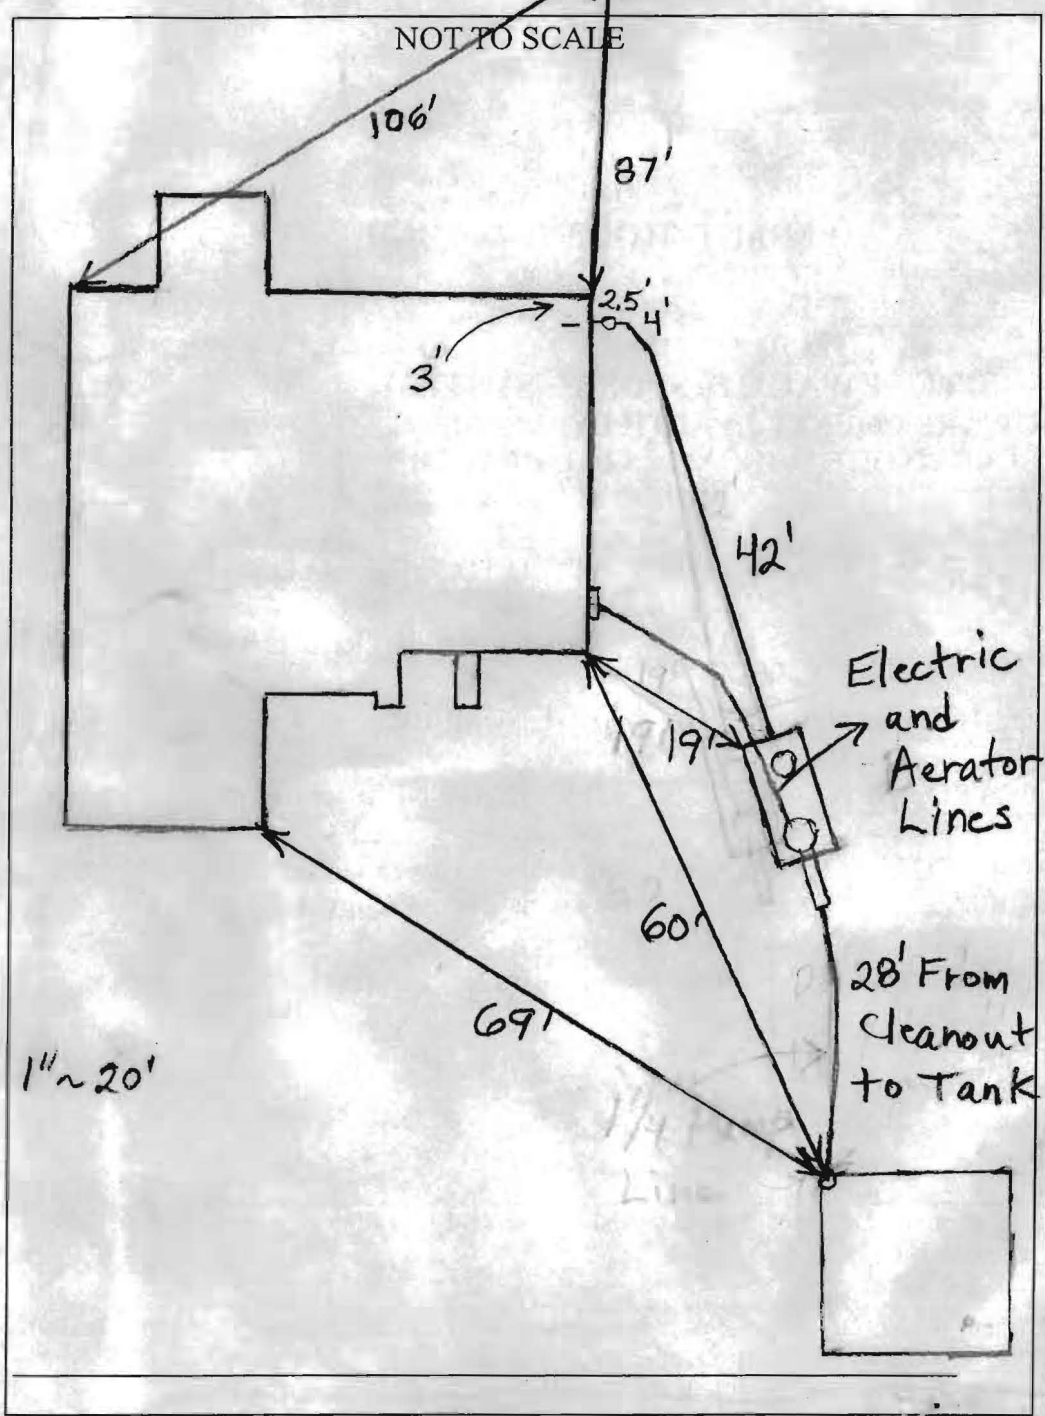 NOT TO SCALE
106'
87'
2.5'
4'
3'
42'
Electric
and
Aerator
Lines
19'
60'
28' From
Cleanout
to Tank
69'
1" ~ 20'